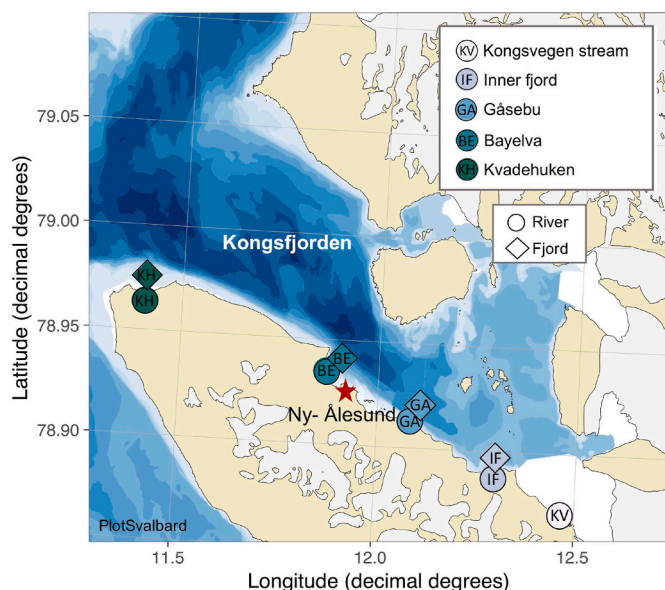 KV Kongsvegen stream
IF Inner fjord
GA Gåsebu
BE Bayelva
KH Kvadehuken
River
Fjord
79.05
79.00
78.95
78.90
Latitude (decimal degrees)
Kongsfjorden
KH
KH
BE
BE
Ny- Ålesund
GA
GA
IF
IF
KV
PlotSvalbard
11.5
12.0
12.5
Longitude (decimal degrees)